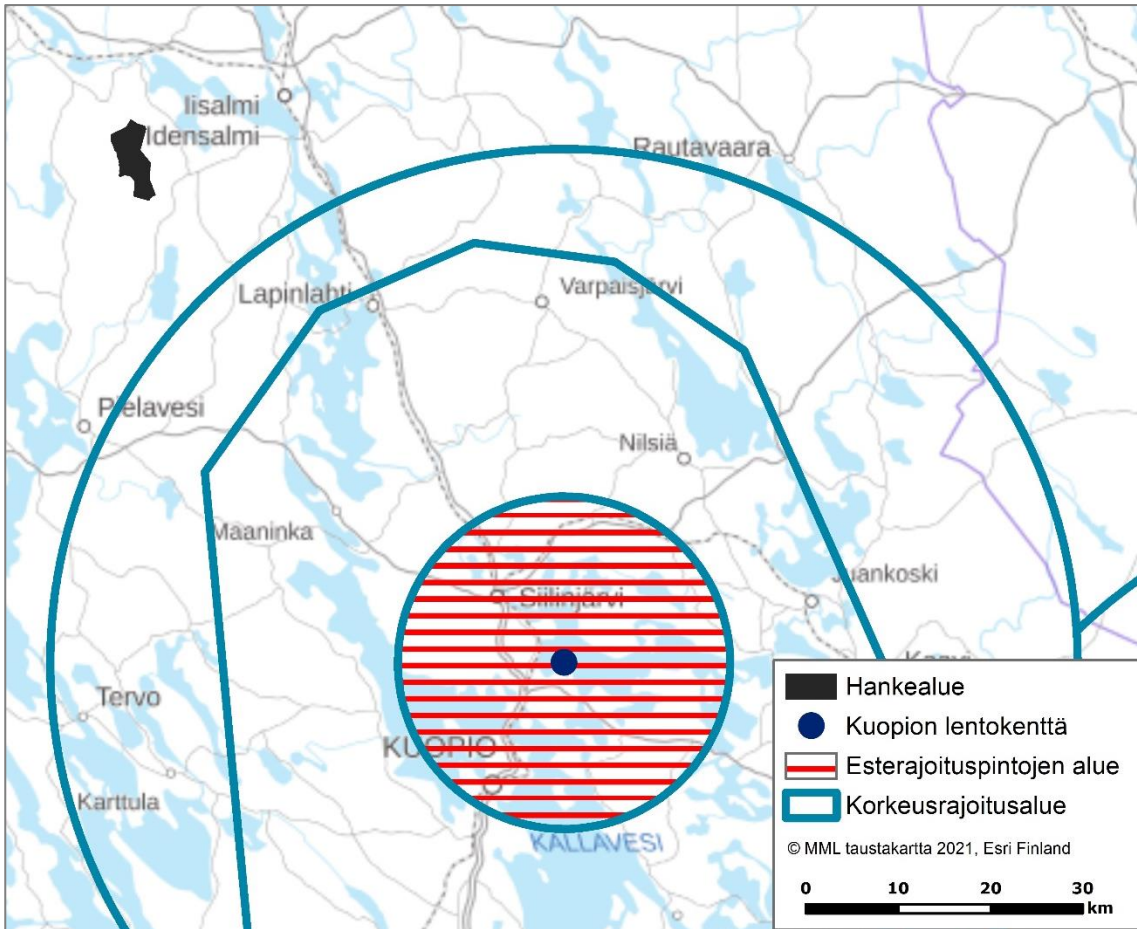 Iisalmi
Idensalmi
Rautavaara
Lapinlahti
Varpaisjärvi
Pielavesi
Nilsiä
Maaninka
Juankoski
Siilinjärvi
Kaavi
Tervo
KUOPIO
Karttula
KALLAVESI
Hankealue
Kuopion lentokenttä
Esterajoituspintojen alue
Korkeusrajoitusalue
© MML taustakartta 2021, Esri Finland
0 10 20 30
km